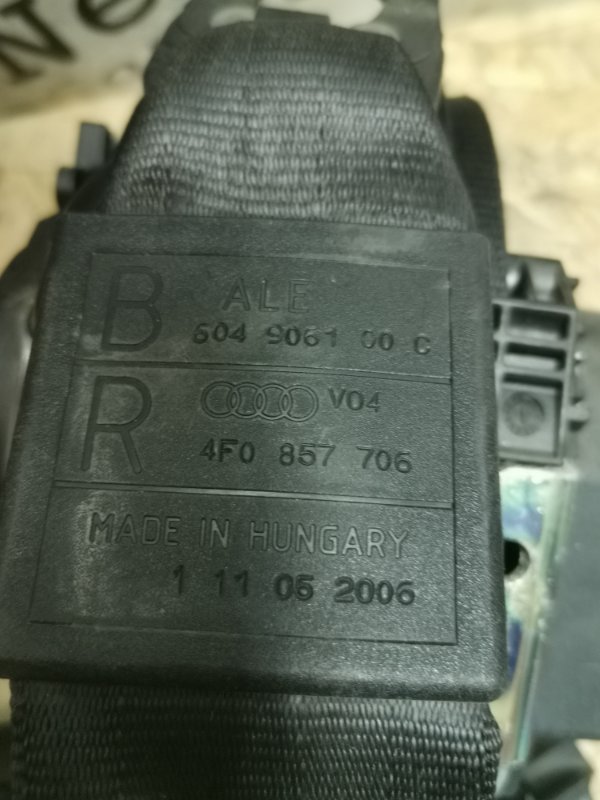 B ALE
604 9061 00 C
R V04
4F0 857 706
MADE IN HUNGARY
1 11 05 2006